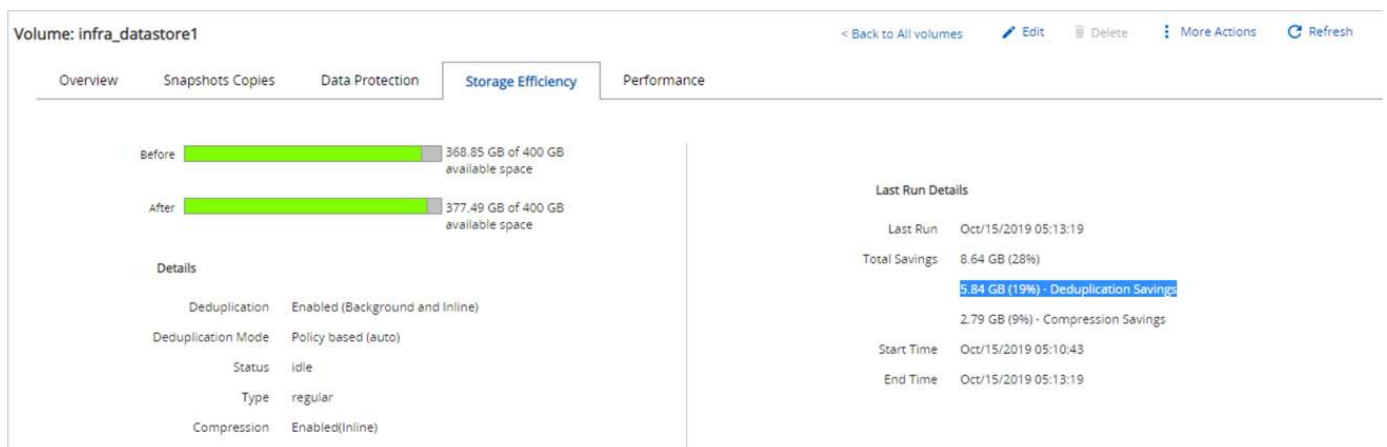 Volume: infra_datastore1
< Back to All volumes
Edit
Delete
More Actions
Refresh
Overview
Snapshots Copies
Data Protection
Storage Efficiency
Performance
Before
368.85 GB of 400 GB
available space
After
377.49 GB of 400 GB
available space
Details
Deduplication Enabled (Background and Inline)
Deduplication Mode Policy based (auto)
Status idle
Type regular
Compression Enabled(Inline)
Last Run Details
Last Run Oct/15/2019 05:13:19
Total Savings 8.64 GB (28%)
5.84 GB (19%) - Deduplication Savings
2.79 GB (9%) - Compression Savings
Start Time Oct/15/2019 05:10:43
End Time Oct/15/2019 05:13:19